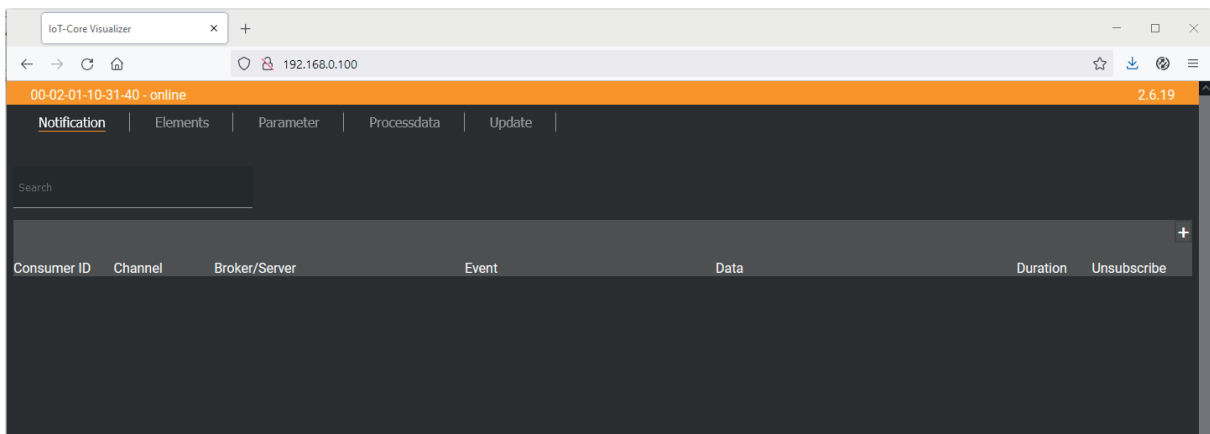 IoT-Core Visualizer
192.168.0.100
00-02-01-10-31-40 - online 2.6.19
Notification Elements Parameter Processdata Update
Search
Consumer ID Channel Broker/Server Event Data Duration Unsubscribe